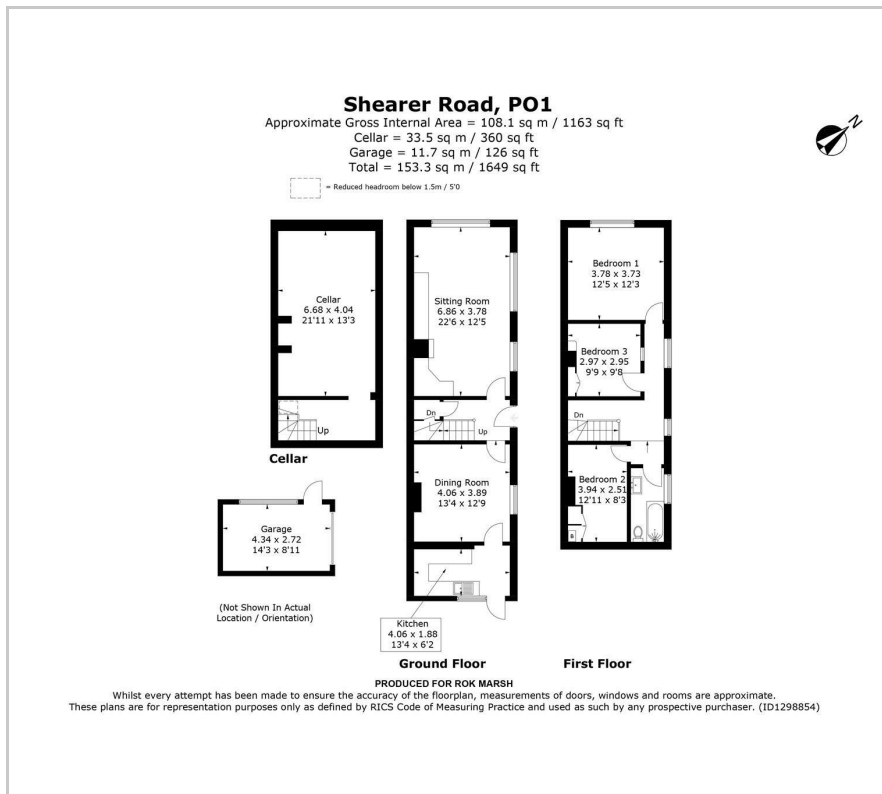 Shearer Road, PO1
Approximate Gross Internal Area = 108.1 sq m / 1163 sq ft
Cellar = 33.5 sq m / 360 sq ft
Garage = 11.7 sq m / 126 sq ft
Total = 153.3 sq m / 1649 sq ft
= Reduced headroom below 1.5m / 5'0
N
Cellar
6.68 x 4.04
21'11 x 13'3
Up
Cellar
Garage
4.34 x 2.72
14'3 x 8'11
(Not Shown In Actual
Location / Orientation)
Sitting Room
6.86 x 3.78
22'6 x 12'5
Dn
Up
Dining Room
4.06 x 3.89
13'4 x 12'9
Kitchen
4.06 x 1.88
13'4 x 6'2
Ground Floor
Bedroom 1
3.78 x 3.73
12'5 x 12'3
Bedroom 3
2.97 x 2.95
9'9 x 9'8
Dn
Bedroom 2
3.94 x 2.51
12'11 x 8'3
B
First Floor
PRODUCED FOR ROK MARSH
Whilst every attempt has been made to ensure the accuracy of the floorplan, measurements of doors, windows and rooms are approximate.
These plans are for representation purposes only as defined by RICS Code of Measuring Practice and used as such by any prospective purchaser. (ID1298854)